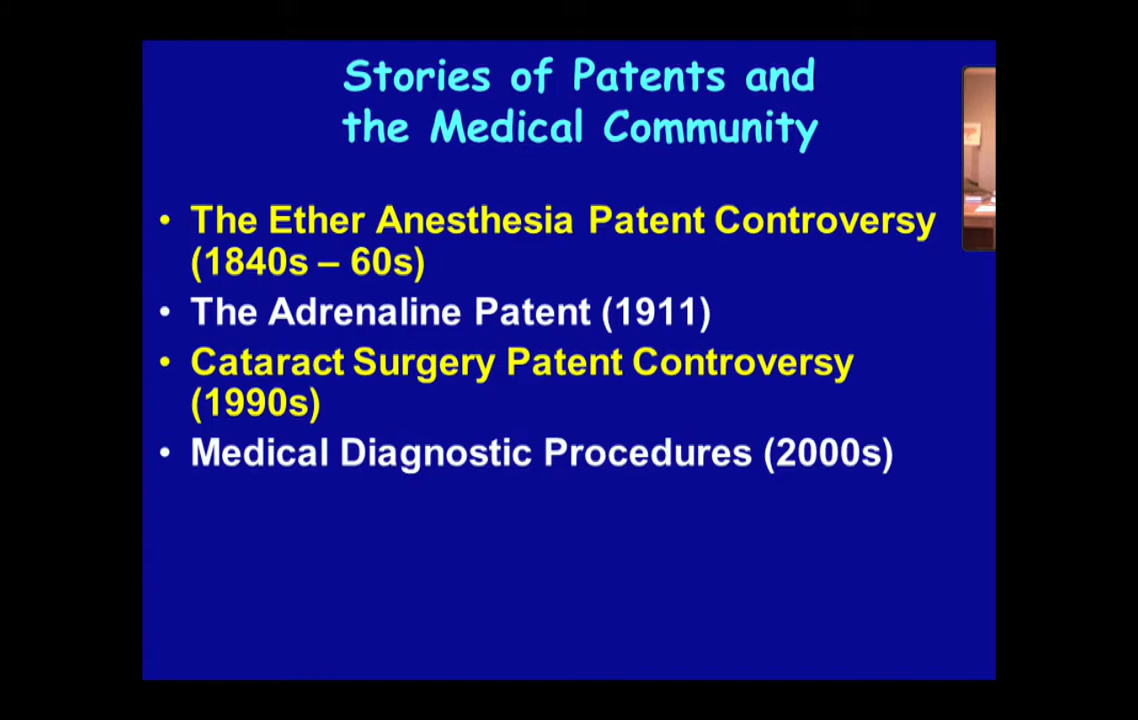 Stories of Patents and
the Medical Community
• The Ether Anesthesia Patent Controversy
(1840s – 60s)
• The Adrenaline Patent (1911)
• Cataract Surgery Patent Controversy
(1990s)
• Medical Diagnostic Procedures (2000s)